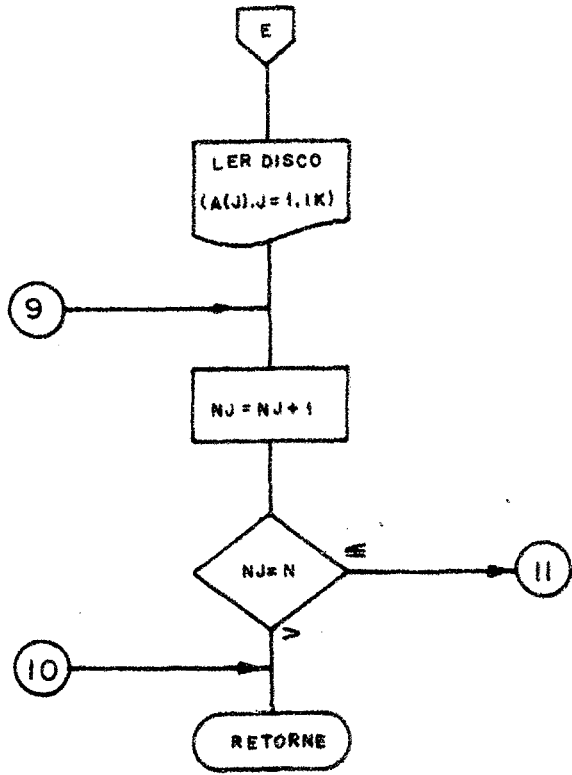 E
LER DISCO
(A(J),J=1,IK)
9
NJ = NJ + 1
NJ = N
≤
11
>
10
RETORNE